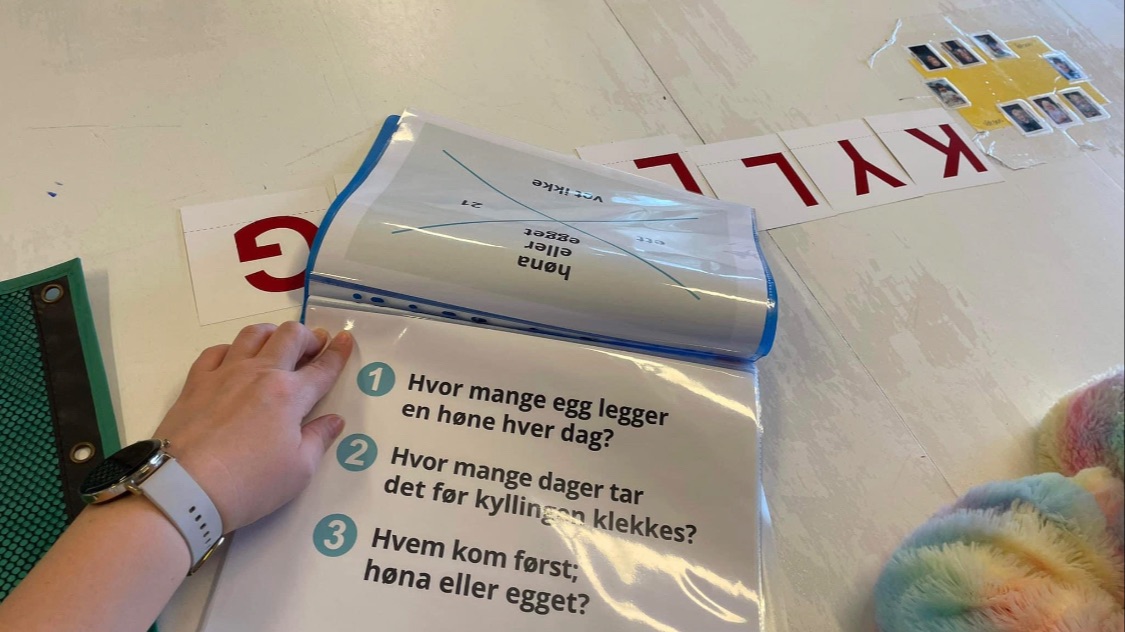 K
Y
L
L
G
høna
eller
egget
ett
21
vet ikke
1 Hvor mange egg legger
en høne hver dag?
2 Hvor mange dager tar
det før kyllingen klekkes?
3 Hvem kom først;
høna eller egget?